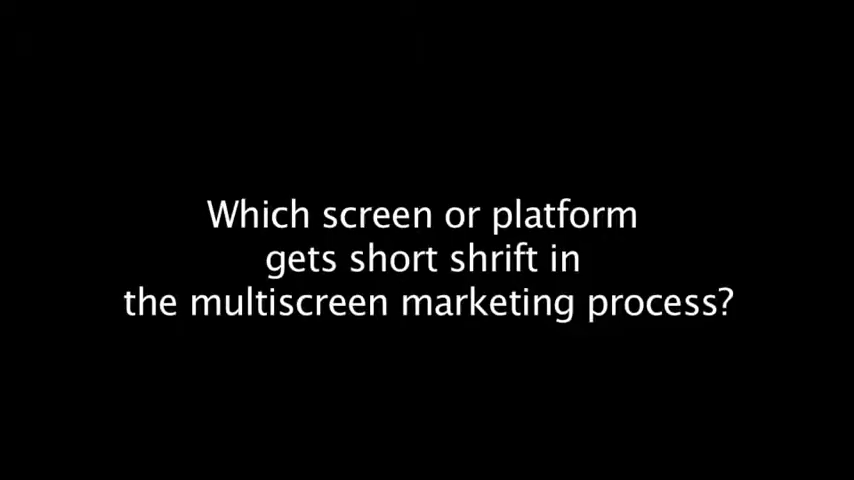 Which screen or platform
gets short shrift in
the multiscreen marketing process?